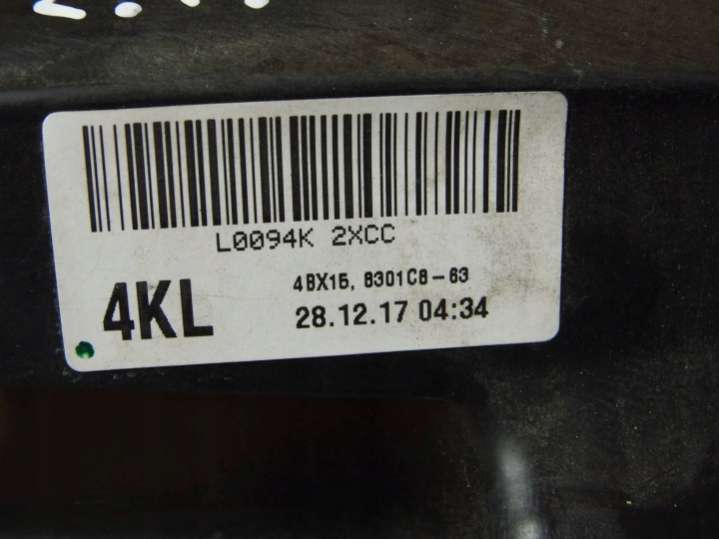 L0094K 2XCC
4BX15, 8301C8-63
4KL
28.12.17 04:34